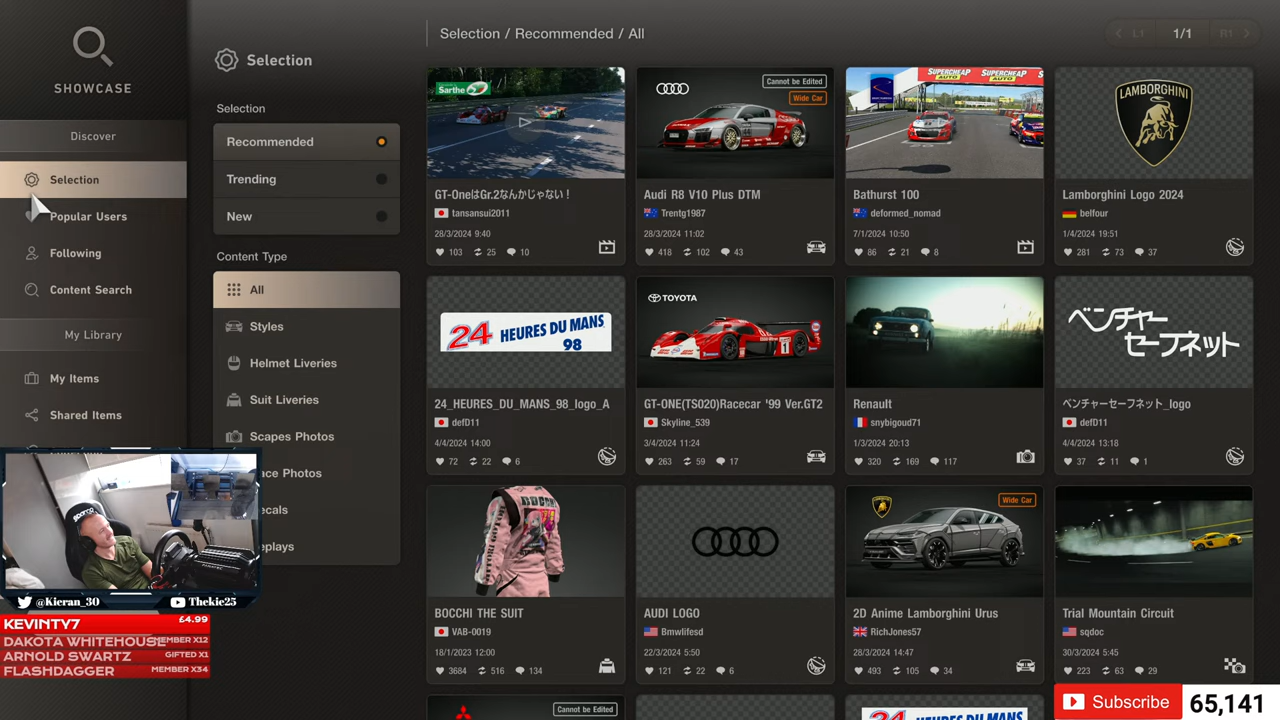 SHOWCASE
Discover
Selection
Popular Users
Following
Content Search
My Library
My Items
Shared Items
Selection
Selection
Recommended
Trending
New
Content Type
All
Styles
Helmet Liveries
Suit Liveries
Scapes Photos
ace Photos
ecals
eplays
Selection / Recommended / All
L1 1/1 R1
Sarthe
GT-OneはGr.2なんかじゃない！
tansansui2011
28/3/2024 9:40
103 25 10
Cannot be Edited
Wide Car
Audi R8 V10 Plus DTM
Trentg1987
28/3/2024 11:02
418 102 43
SUPERCHEAP AUTO SUPERCHEAP AUTO
Bathurst 100
deformed_nomad
7/1/2024 10:50
86 21 8
LAMBORGHINI
Lamborghini Logo 2024
belfour
1/4/2024 19:51
281 73 37
24 HEURES DU MANS 98
24_HEURES_DU_MANS_98_logo_A
defD11
4/4/2024 14:00
72 22 6
TOYOTA
GT-ONE(TS020)Racecar '99 Ver.GT2
Skyline_539
3/4/2024 11:24
263 59 17
Renault
snybigoud71
1/3/2024 20:13
320 169 117
ベンチャー
セーフネット
ベンチャーセーフネット_logo
defD11
4/4/2024 13:18
37 11 1
BOCCHI THE SUIT
VAB-0019
18/1/2023 12:00
3684 516 134
AUDI LOGO
Bmwlifesd
22/3/2024 5:50
121 22 6
Wide Car
2D Anime Lamborghini Urus
RichJones57
28/3/2024 14:47
493 105 34
Trial Mountain Circuit
sqdoc
30/3/2024 5:45
223 63 29
Cannot be Edited
HEURES DU MANS
sparco
FANATEC
@Kieran_30 Thekie25
KEVINTY7 £4.99
DAKOTA WHITEHOUSE MEMBER X12
ARNOLD SWARTZ GIFTED X1
FLASHDAGGER MEMBER X34
Subscribe 65,141